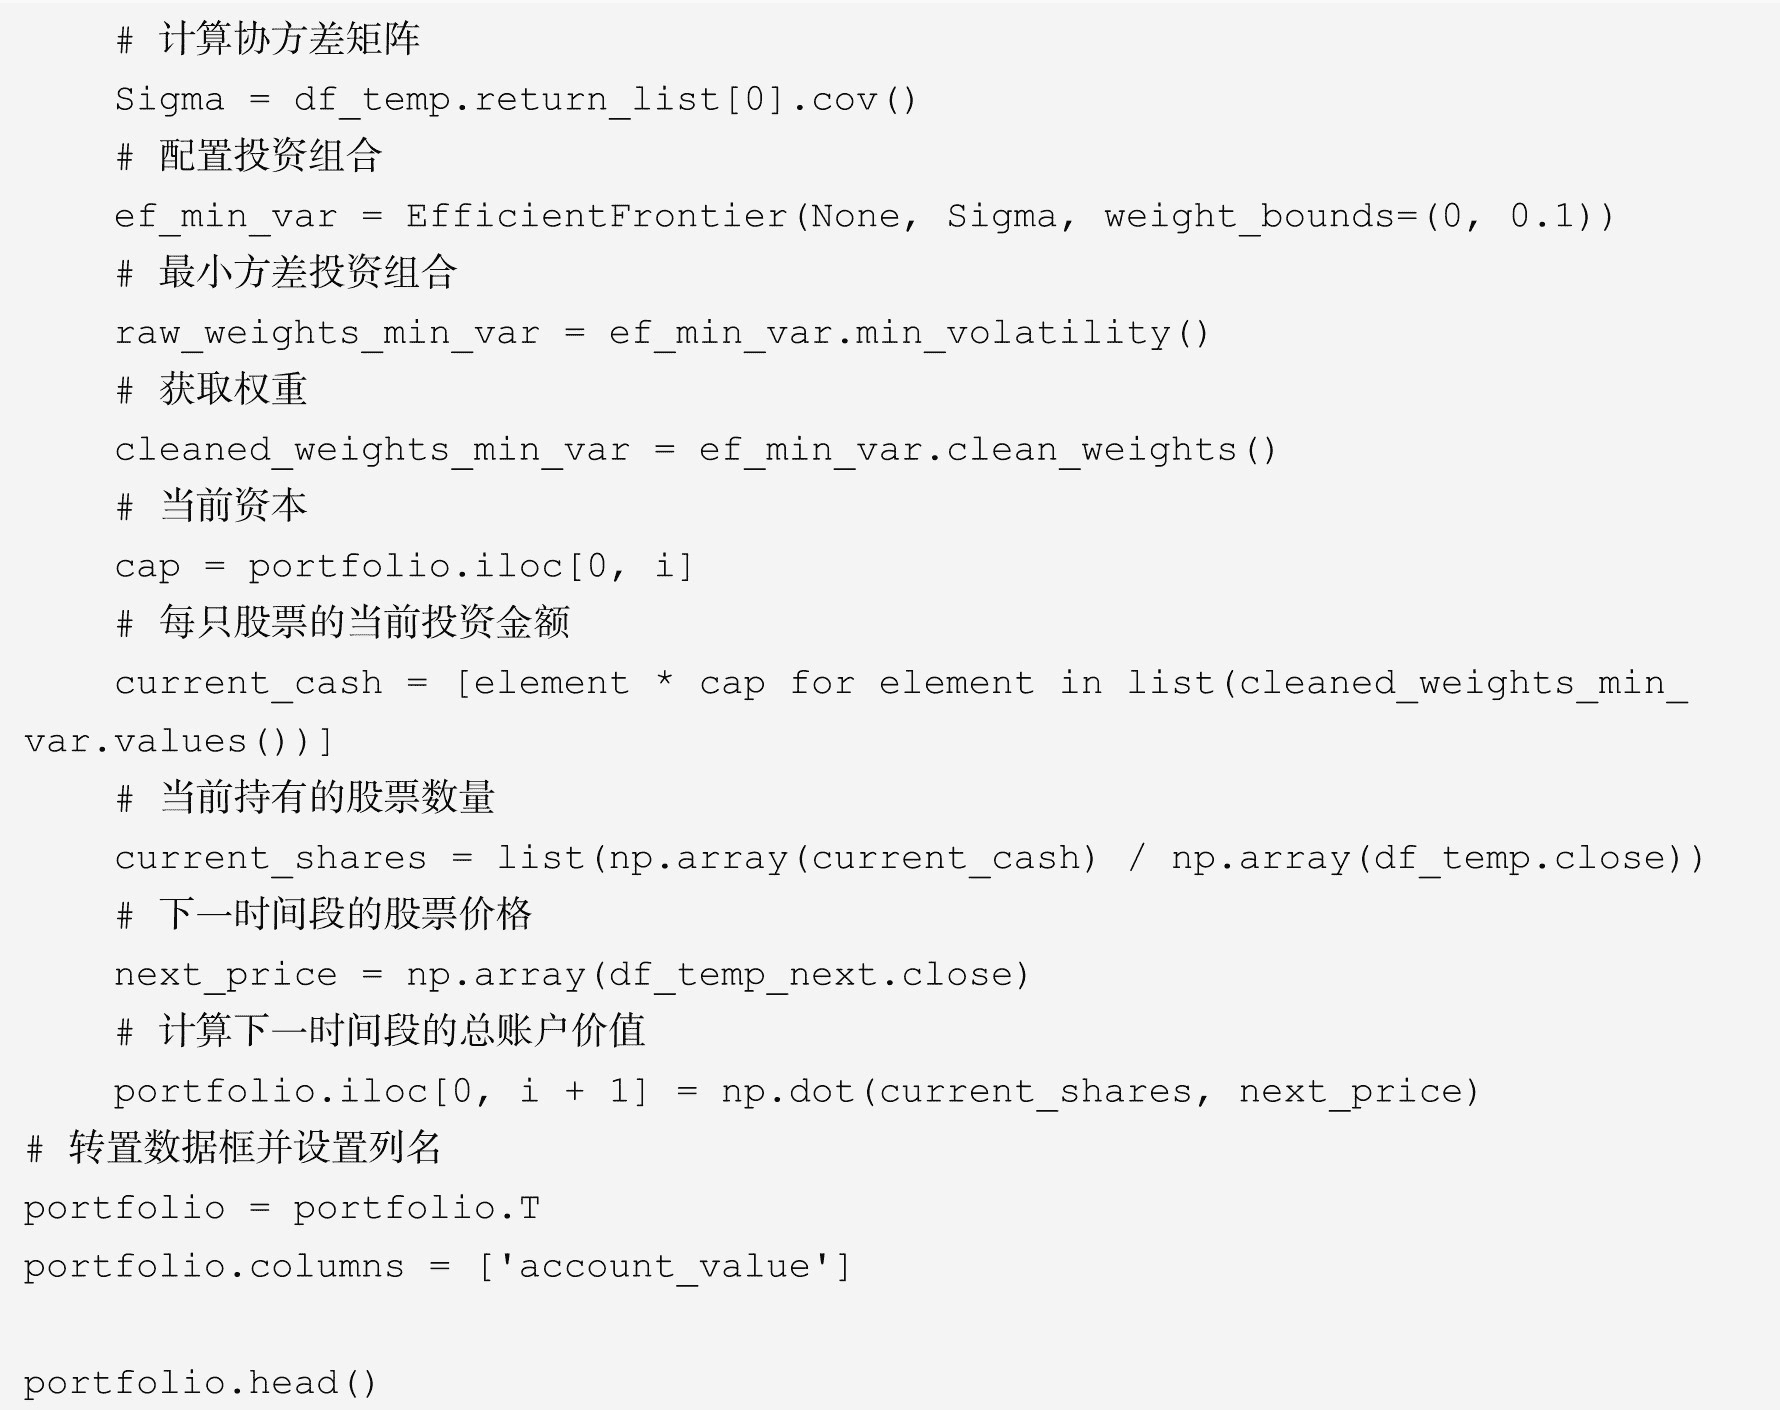 # 计算协方差矩阵
    Sigma = df_temp.return_list[0].cov()
    # 配置投资组合
    ef_min_var = EfficientFrontier(None, Sigma, weight_bounds=(0, 0.1))
    # 最小方差投资组合
    raw_weights_min_var = ef_min_var.min_volatility()
    # 获取权重
    cleaned_weights_min_var = ef_min_var.clean_weights()
    # 当前资本
    cap = portfolio.iloc[0, i]
    # 每只股票的当前投资金额
    current_cash = [element * cap for element in list(cleaned_weights_min_
var.values())]
    # 当前持有的股票数量
    current_shares = list(np.array(current_cash) / np.array(df_temp.close))
    # 下一时间段的股票价格
    next_price = np.array(df_temp_next.close)
    # 计算下一时间段的总账户价值
    portfolio.iloc[0, i + 1] = np.dot(current_shares, next_price)
# 转置数据框并设置列名
portfolio = portfolio.T
portfolio.columns = ['account_value']

portfolio.head()